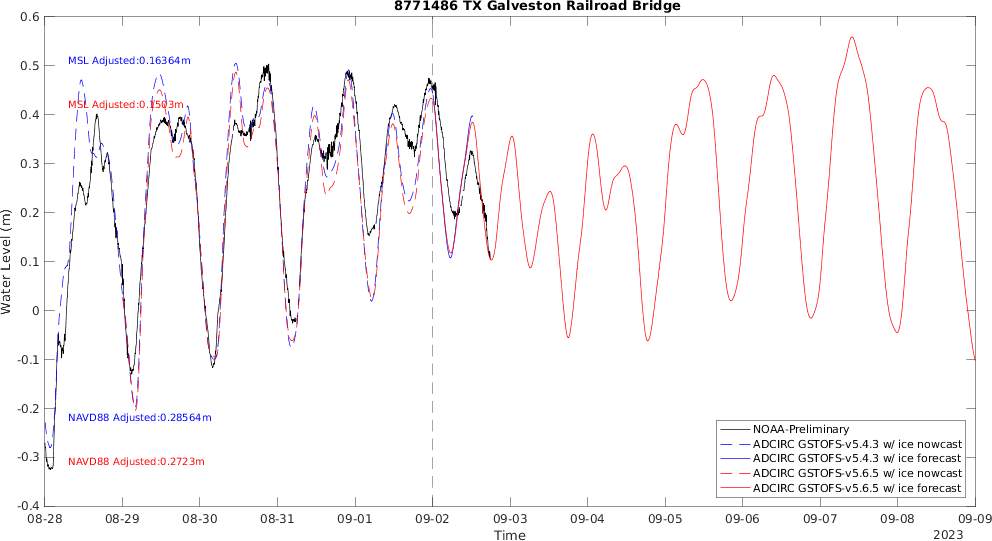 8771486 TX Galveston Railroad Bridge
0.6
0.5
0.4
0.3
0.2
0.1
0
-0.1
-0.2
-0.3
-0.4
Water Level (m)
MSL Adjusted:0.16364m
MSL Adjusted:0.1503m
NAVD88 Adjusted:0.28564m
NAVD88 Adjusted:0.2723m
NOAA-Preliminary
ADCIRC GSTOFS-v5.4.3 w/ ice nowcast
ADCIRC GSTOFS-v5.4.3 w/ ice forecast
ADCIRC GSTOFS-v5.6.5 w/ ice nowcast
ADCIRC GSTOFS-v5.6.5 w/ ice forecast
08-28 08-29 08-30 08-31 09-01 09-02 09-03 09-04 09-05 09-06 09-07 09-08 09-09
Time
2023